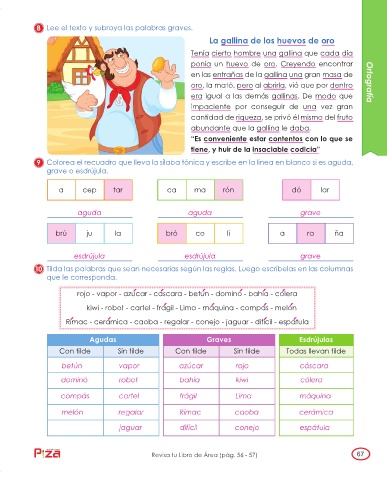 8 Lee el texto y subraya las palabras graves.
La gallina de los huevos de oro
Tenía cierto hombre una gallina que cada día
ponía un huevo de oro. Creyendo encontrar
en las entrañas de la gallina una gran masa de
oro, la mató, pero al abrirla, vió que por dentro
era igual a las demás gallinas. De modo que
impaciente por conseguir de una vez gran
cantidad de riqueza, se privó él mismo del fruto
abundante que la gallina le daba.
"Es conveniente estar contentos con lo que se
tiene, y huir de la insaciable codicia"
Ortografía
9 Colorea el recuadro que lleva la sílaba tónica y escribe en la línea en blanco si es aguda,
grave o esdrújula.
a cep tar ca ma rón dó lar
aguda aguda grave
brú ju la bró co li a ra ña
esdrújula esdrújula grave
10 Tilda las palabras que sean necesarias según las reglas. Luego escríbelas en las columnas
que le corresponda.
rojo - vapor - azúcar - cáscara - betún - dominó - bahía - cólera
kiwi - robot - cartel - frágil - Lima - máquina - compás - melón
Rímac - cerámica - caoba - regalar - conejo - jaguar - difícil - espátula
Agudas Graves Esdrújulas
Con tilde Sin tilde Con tilde Sin tilde Todas llevan tilde
betún vapor azúcar rojo cáscara
dominó robot bahía kiwi cólera
compás cartel frágil Lima máquina
melón regalar Rímac caoba cerámica
jaguar difícil conejo espátula
Revisa tu Libro de Área (pág. 56 - 57)
67